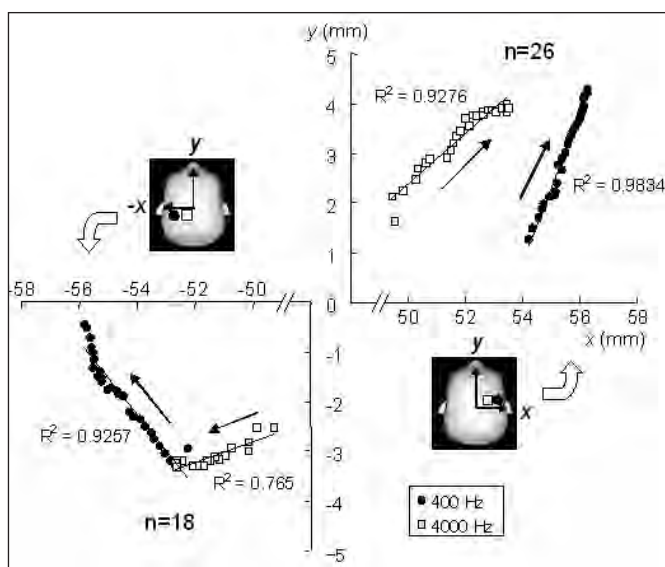 y (mm)
n=26
5
4
3
2
1
0
R² = 0.9276
R² = 0.9834
50
52
54
56
58
x (mm)
y
-x
-58
-56
-54
-52
-50
-1
-2
-3
-4
-5
R² = 0.9257
R² = 0.765
n=18
y
x
400 Hz
4000 Hz